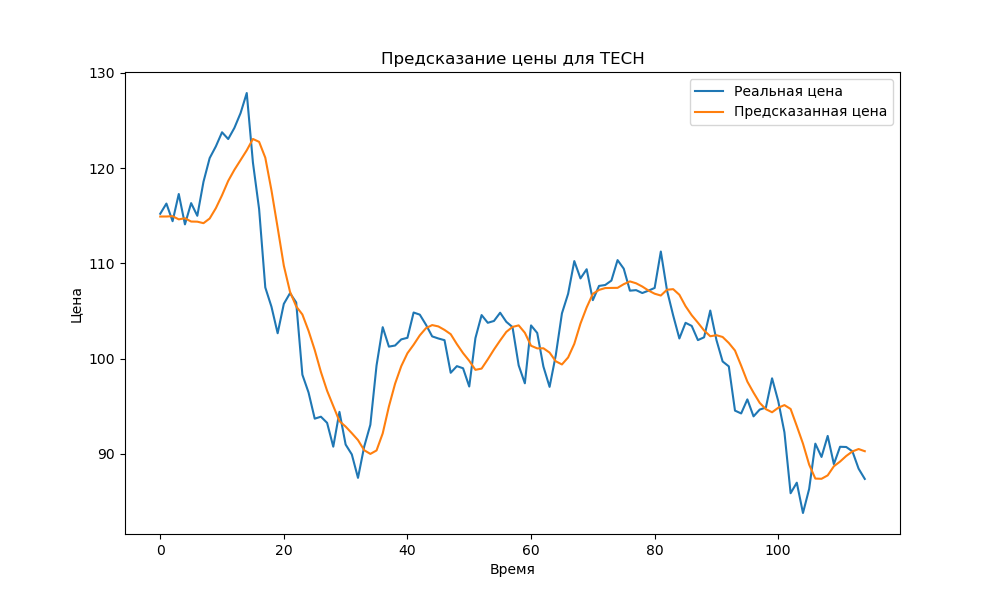 Предсказание цены для TECH
Реальная цена
Предсказанная цена
Цена
130
120
110
100
90
0 20 40 60 80 100
Время